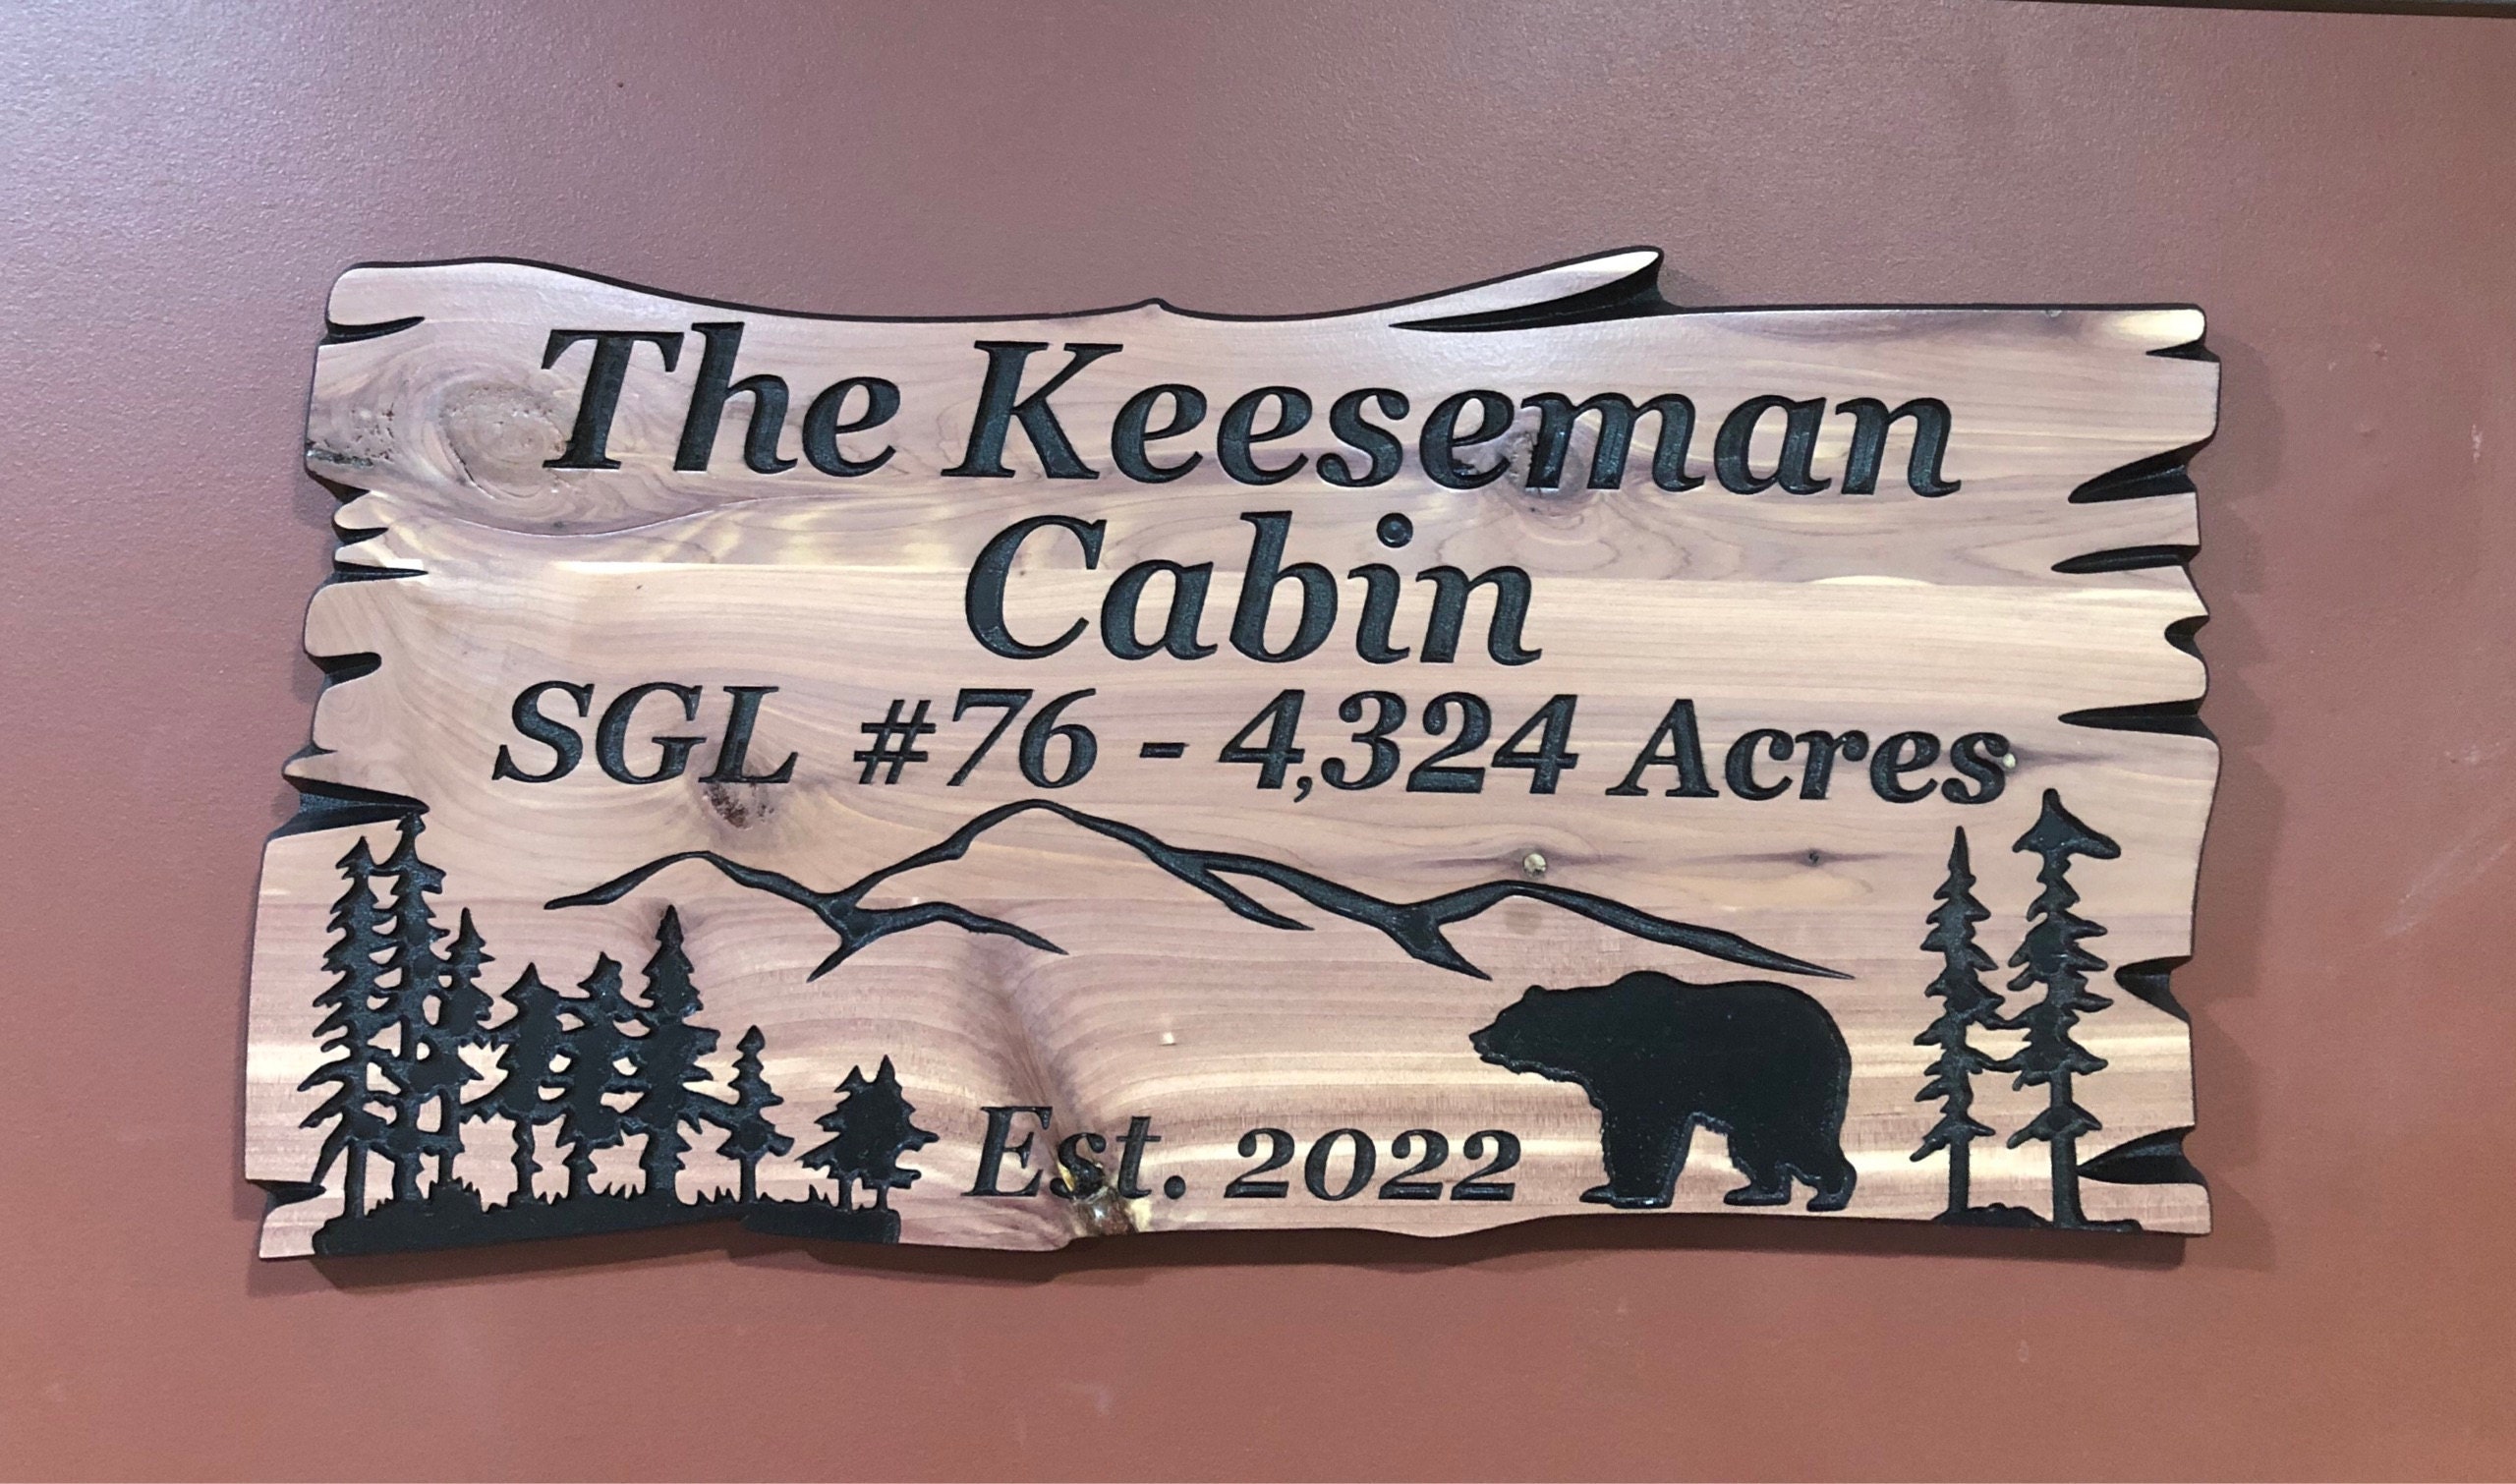 The Keeseman
Cabin
SGL #76 - 4,324 Acres
Est. 2022